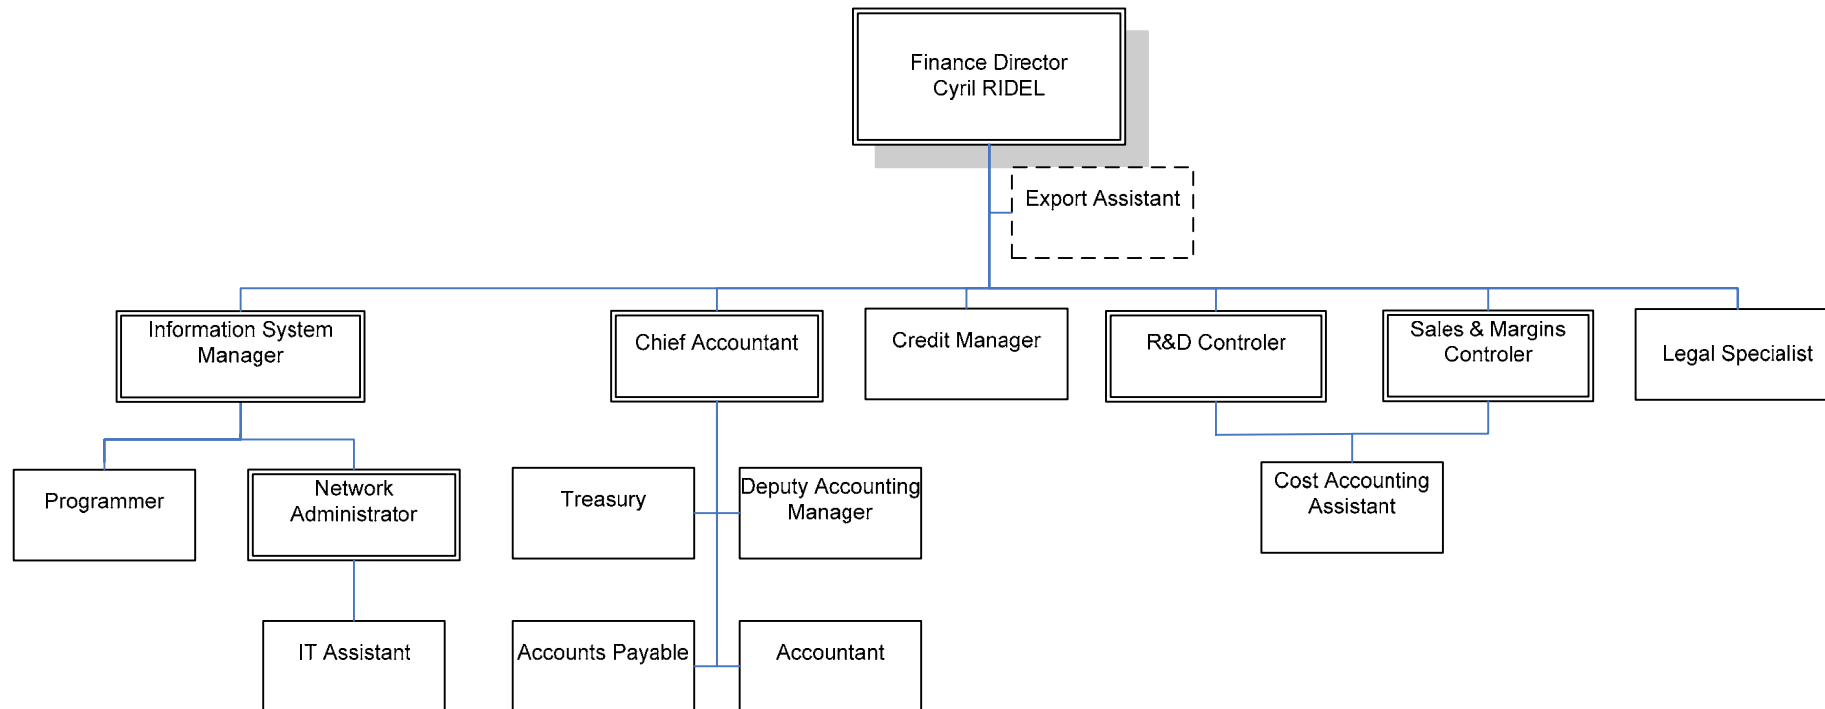 Finance Director
Cyril RIDEL
Export Assistant
Information System
Manager
Chief Accountant
Credit Manager
R&D Controler
Sales & Margins
Controler
Legal Specialist
Programmer
Network
Administrator
Treasury
Deputy Accounting
Manager
Cost Accounting
Assistant
IT Assistant
Accounts Payable
Accountant